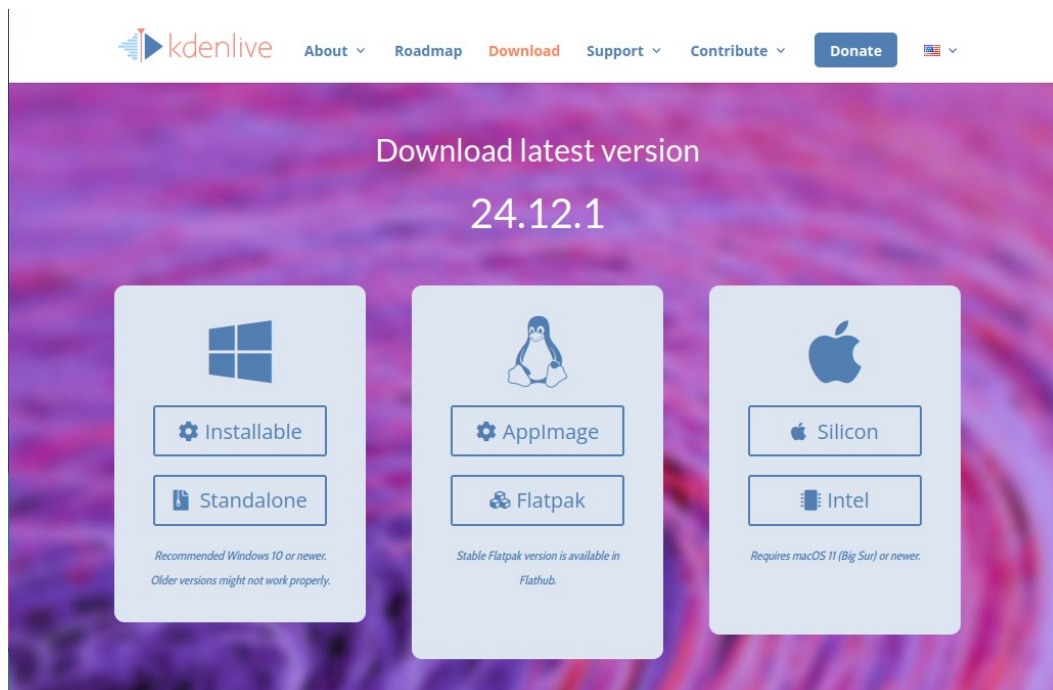 kdenlive
About Roadmap Download Support Contribute Donate
Download latest version
24.12.1
Installable
Standalone
Recommended Windows 10 or newer.
Older versions might not work properly.
AppImage
Flatpak
Stable Flatpak version is available in
Flathub.
Silicon
Intel
Requires macOS 11 (Big Sur) or newer.